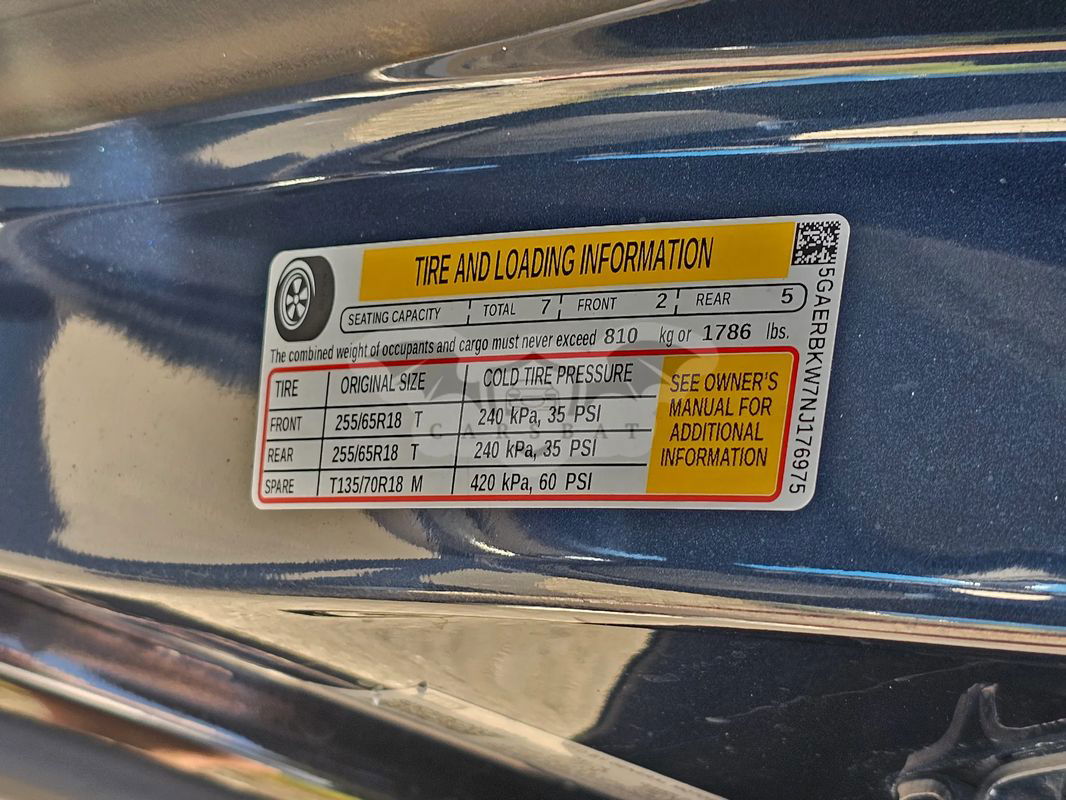 TIRE AND LOADING INFORMATION
SEATING CAPACITY TOTAL 7 FRONT 2 REAR 5
The combined weight of occupants and cargo must never exceed 810 kg or 1786 lbs.
TIRE ORIGINAL SIZE COLD TIRE PRESSURE
FRONT 255/65R18 T 240 kPa, 35 PSI
REAR 255/65R18 T 240 kPa, 35 PSI
SPARE T135/70R18 M 420 kPa, 60 PSI
SEE OWNER'S
MANUAL FOR
ADDITIONAL
INFORMATION
5GAERBKW7NJ176975
CARSBAT